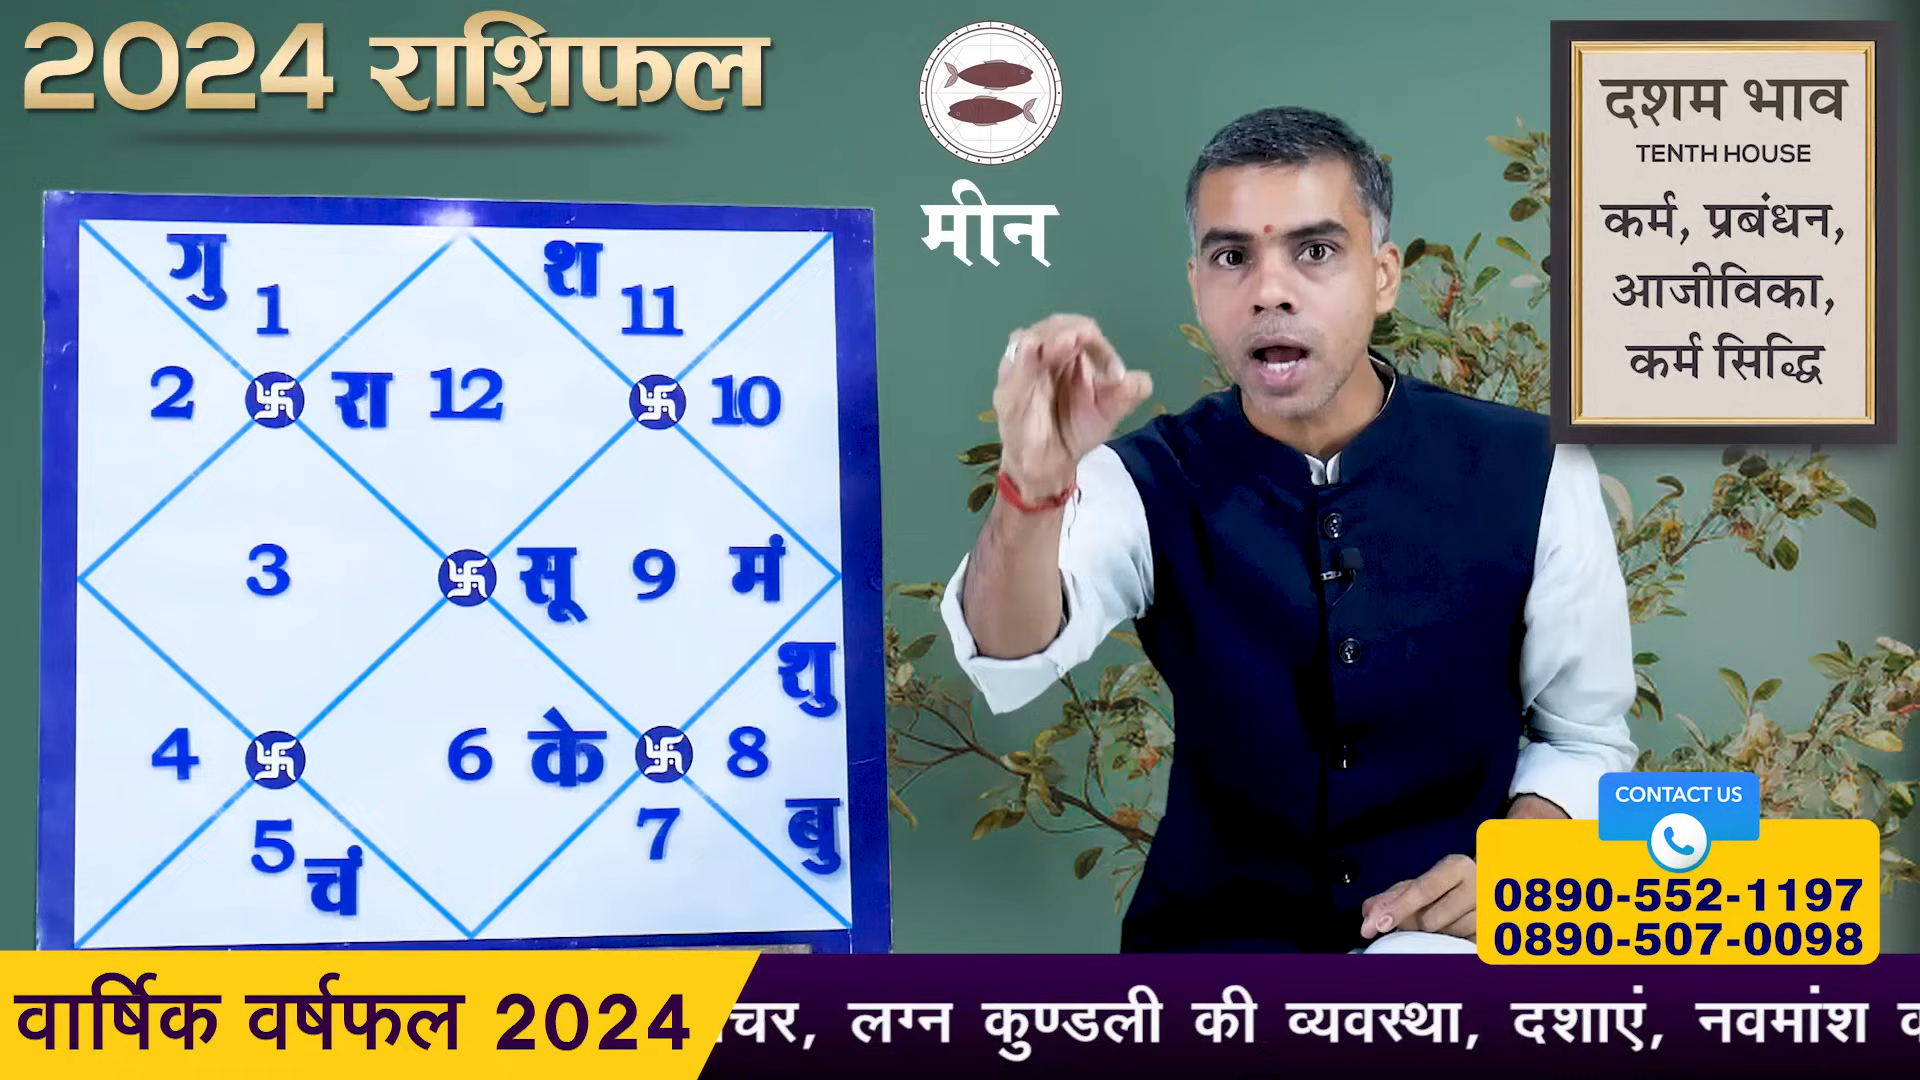 2024 राशिफल
मीन
दशम भाव
TENTH HOUSE
कर्म, प्रबंधन,
आजीविका,
कर्म सिद्धि
गु
1
श
11
2
रा
12
10
3
सू
9
मं
शु
4
6
के
8
5
चं
7
बु
CONTACT US
0890-552-1197
0890-507-0098
वार्षिक वर्षफल 2024
लग्न कुण्डली की व्यवस्था, दशाएं, नवमांश